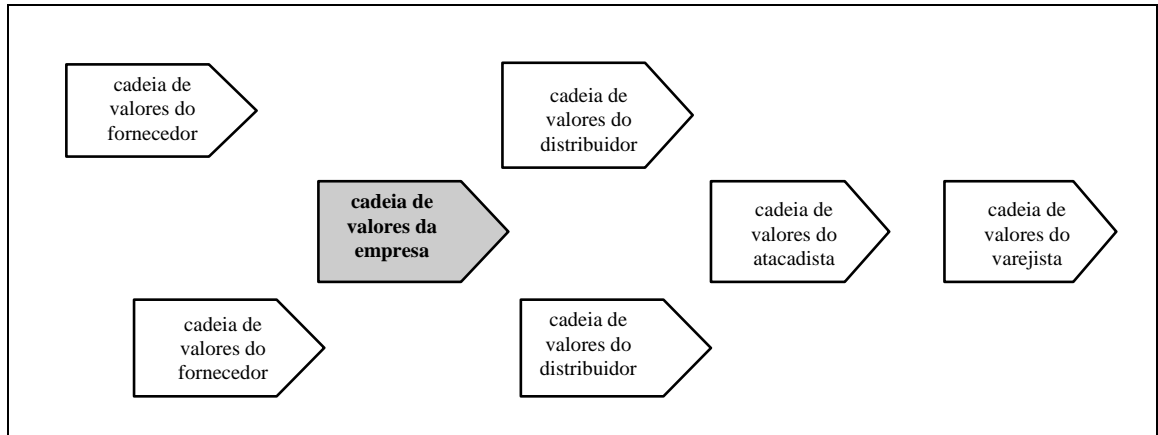 cadeia de
valores do
fornecedor
cadeia de
valores do
distribuidor
cadeia de
valores da
empresa
cadeia de
valores do
atacadista
cadeia de
valores do
varejista
cadeia de
valores do
fornecedor
cadeia de
valores do
distribuidor